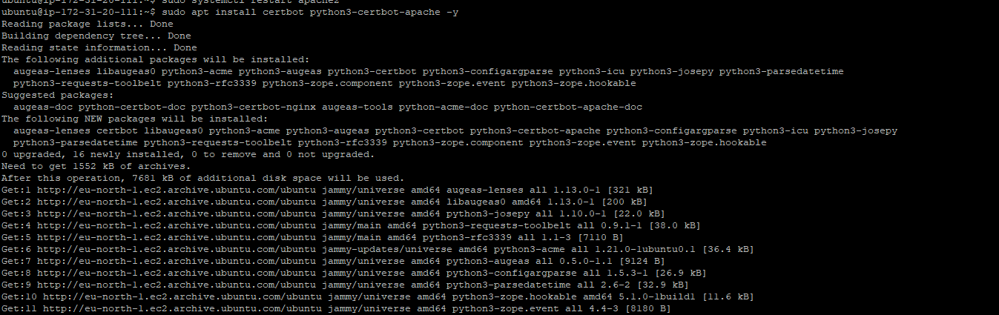 ubuntu@ip-172-31-20-111:~$ sudo systemctl restart apache2
ubuntu@ip-172-31-20-111:~$ sudo apt install certbot python3-certbot-apache -y
Reading package lists... Done
Building dependency tree... Done
Reading state information... Done
The following additional packages will be installed:
  augeas-lenses libaugeas0 python3-acme python3-augeas python3-certbot python3-configargparse python3-icu python3-josepy python3-parsedatetime
  python3-requests-toolbelt python3-rfc3339 python3-zope.component python3-zope.event python3-zope.hookable
Suggested packages:
  augeas-doc python-certbot-doc python3-certbot-nginx augeas-tools python-acme-doc python-certbot-apache-doc
The following NEW packages will be installed:
  augeas-lenses certbot libaugeas0 python3-acme python3-augeas python3-certbot python3-certbot-apache python3-configargparse python3-icu python3-josepy
  python3-parsedatetime python3-requests-toolbelt python3-rfc3339 python3-zope.component python3-zope.event python3-zope.hookable
0 upgraded, 16 newly installed, 0 to remove and 0 not upgraded.
Need to get 1552 kB of archives.
After this operation, 7681 kB of additional disk space will be used.
Get:1 http://eu-north-1.ec2.archive.ubuntu.com/ubuntu jammy/universe amd64 augeas-lenses all 1.13.0-1 [321 kB]
Get:2 http://eu-north-1.ec2.archive.ubuntu.com/ubuntu jammy/universe amd64 libaugeas0 amd64 1.13.0-1 [200 kB]
Get:3 http://eu-north-1.ec2.archive.ubuntu.com/ubuntu jammy/universe amd64 python3-josepy all 1.10.0-1 [22.0 kB]
Get:4 http://eu-north-1.ec2.archive.ubuntu.com/ubuntu jammy/main amd64 python3-requests-toolbelt all 0.9.1-1 [38.0 kB]
Get:5 http://eu-north-1.ec2.archive.ubuntu.com/ubuntu jammy/main amd64 python3-rfc3339 all 1.1-3 [7110 B]
Get:6 http://eu-north-1.ec2.archive.ubuntu.com/ubuntu jammy-updates/universe amd64 python3-acme all 1.21.0-1ubuntu0.1 [36.4 kB]
Get:7 http://eu-north-1.ec2.archive.ubuntu.com/ubuntu jammy/universe amd64 python3-augeas all 0.5.0-1.1 [9124 B]
Get:8 http://eu-north-1.ec2.archive.ubuntu.com/ubuntu jammy/universe amd64 python3-configargparse all 1.5.3-1 [26.9 kB]
Get:9 http://eu-north-1.ec2.archive.ubuntu.com/ubuntu jammy/universe amd64 python3-parsedatetime all 2.6-2 [32.9 kB]
Get:10 http://eu-north-1.ec2.archive.ubuntu.com/ubuntu jammy/universe amd64 python3-zope.hookable amd64 5.1.0-1build1 [11.6 kB]
Get:11 http://eu-north-1.ec2.archive.ubuntu.com/ubuntu jammy/universe amd64 python3-zope.event all 4.4-3 [8180 B]